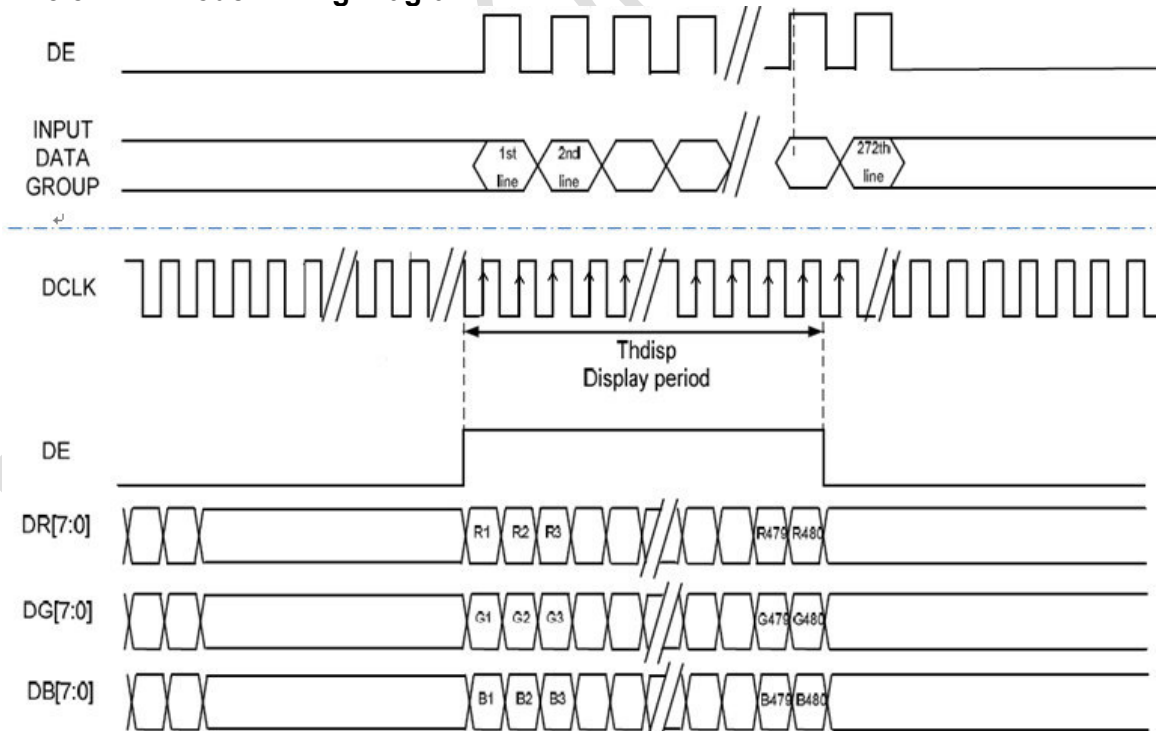 DE
INPUT
DATA
GROUP
1st
line
2nd
line
272th
line
DCLK
Thdisp
Display period
DE
DR[7:0]
R1 R2 R3 R479 R480
DG[7:0]
G1 G2 G3 G479 G480
DB[7:0]
B1 B2 B3 B479 B480